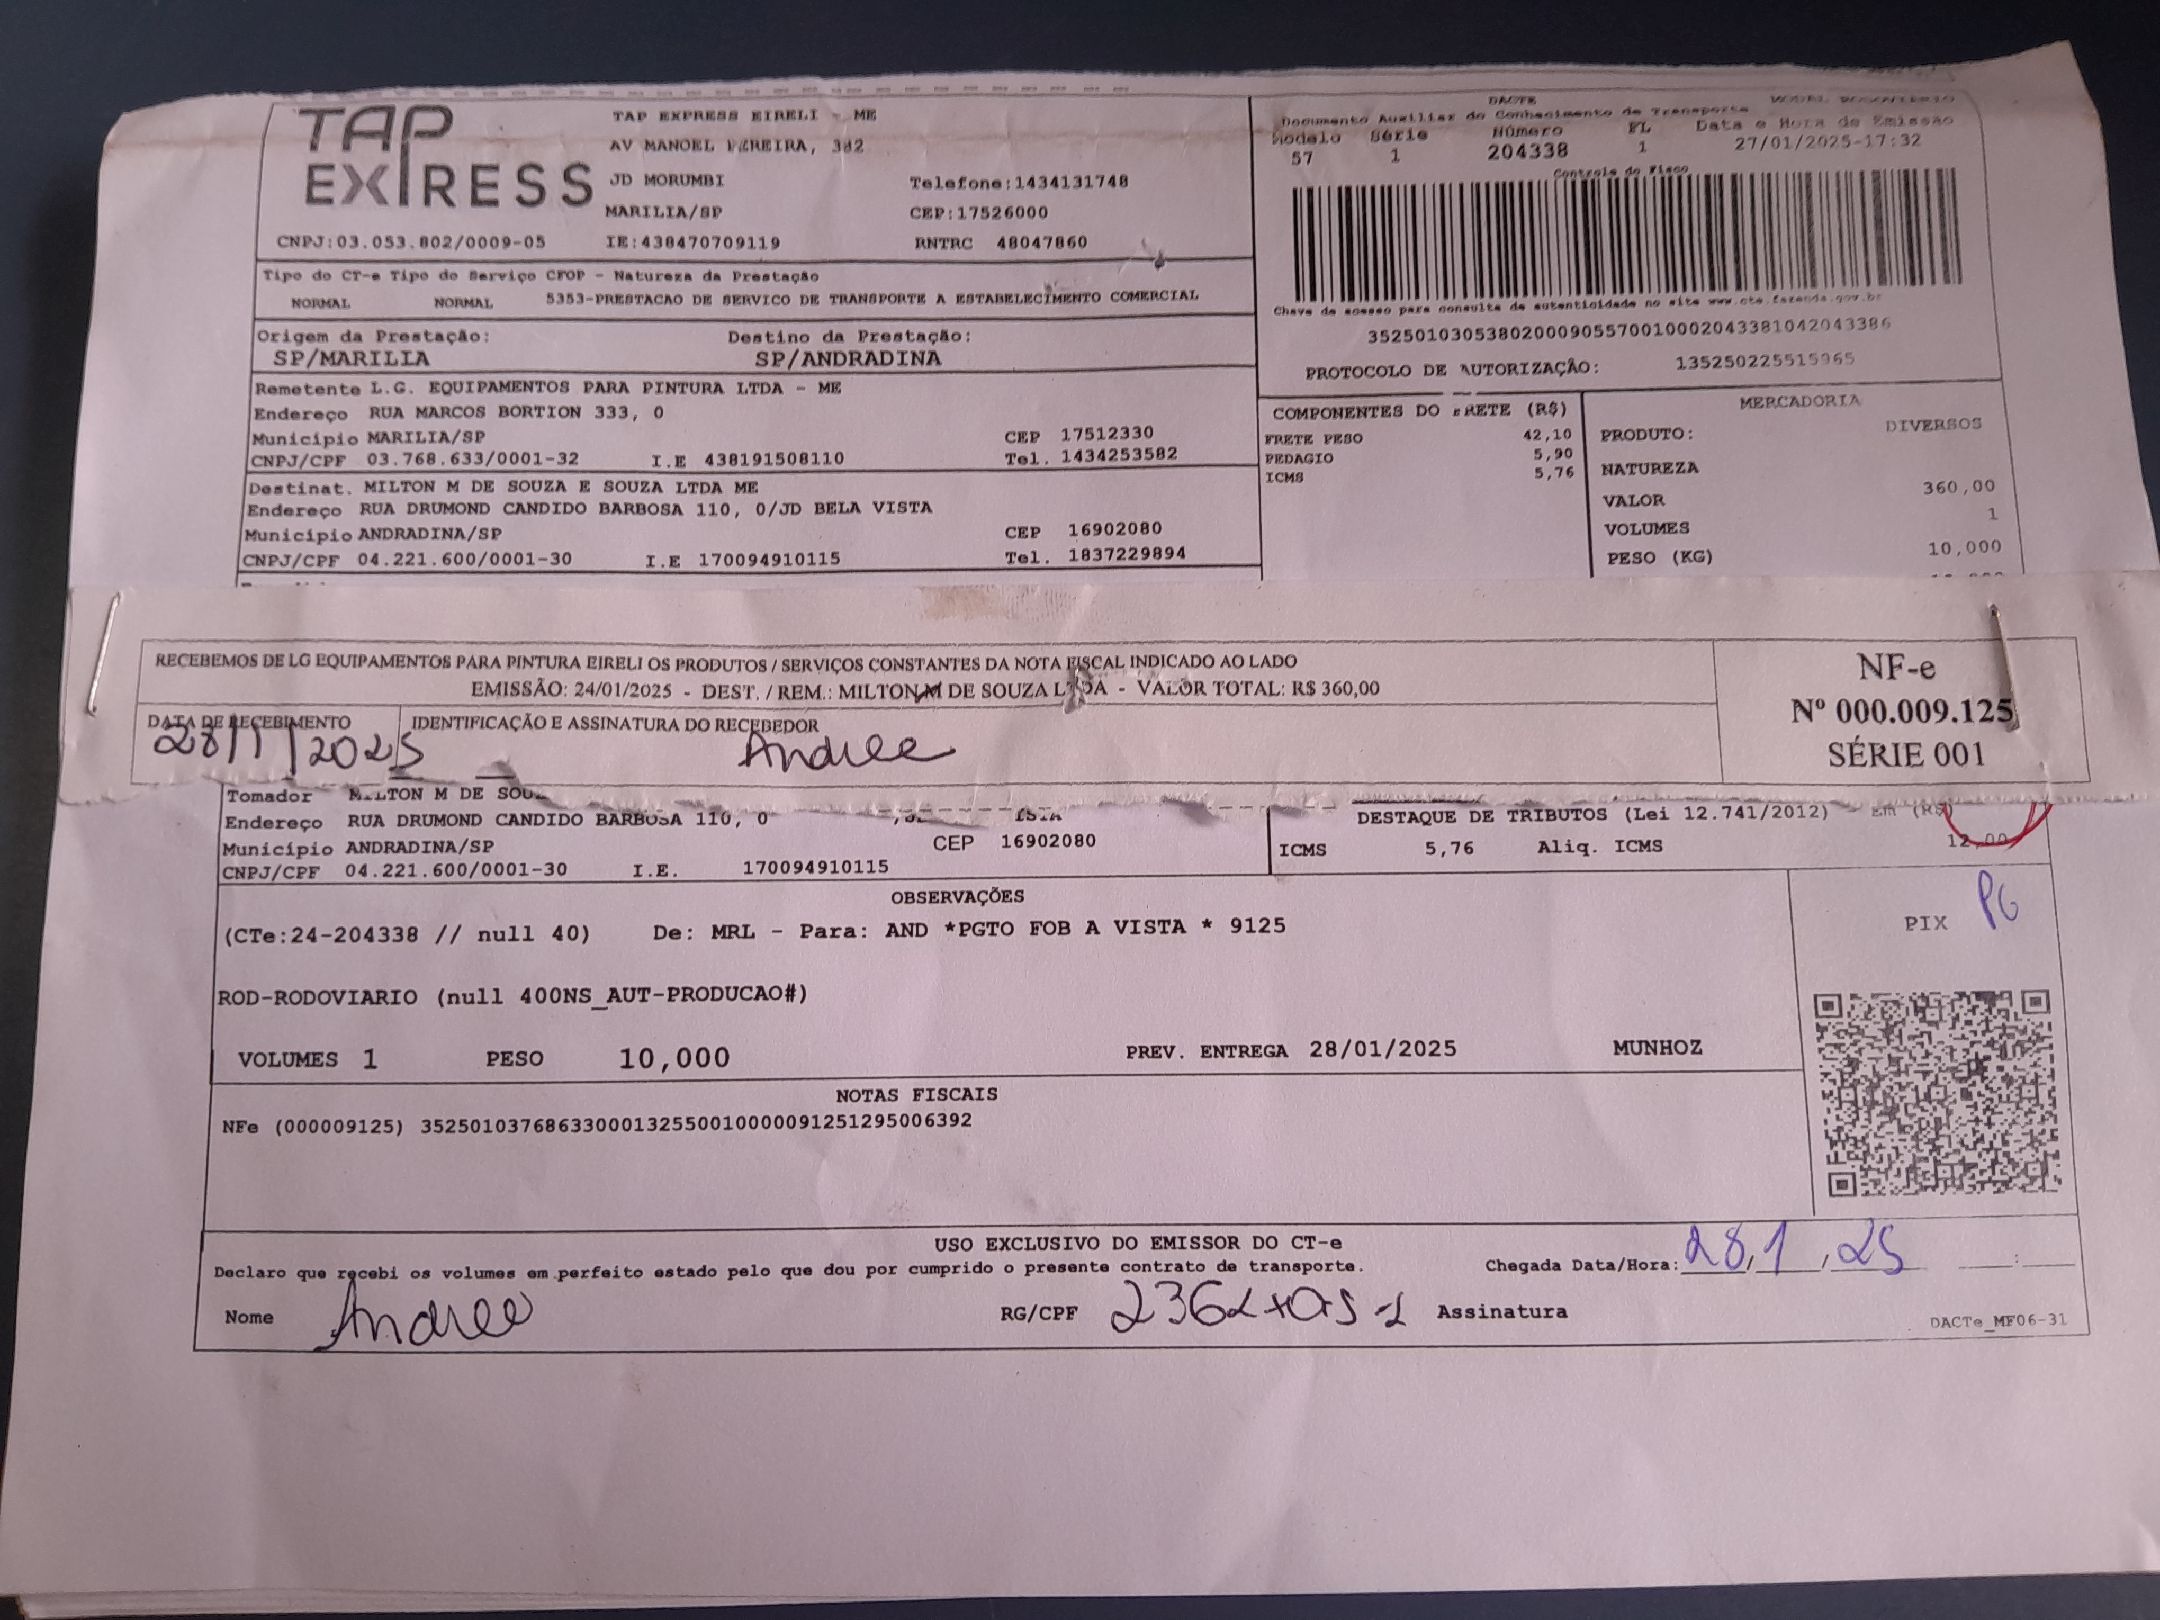 TAP EXPRESS
TAP EXPRESS EIRELI - ME
AV MANOEL PEREIRA, 382
JD MORUMBI Telefone:1434131748
MARILIA/SP CEP:17526000
CNPJ:03.053.802/0009-05 IE:438470709119 RNTRC 48047860
DACTE
Documento Auxiliar do Conhecimento de Transporte MODAL RODOVIARIO
Modelo Série Número FL Data e Hora de Emissão
57 1 204338 1 27/01/2025-17:32
Controle do Fisco
Chave de acesso para consulta de autenticidade no site www.cte.fazenda.gov.br
35250103053802000905570010002043381042043386
PROTOCOLO DE AUTORIZAÇÃO: 135250225515965
Tipo do CT-e Tipo do Serviço CFOP - Natureza da Prestação
NORMAL NORMAL 5353-PRESTACAO DE SERVICO DE TRANSPORTE A ESTABELECIMENTO COMERCIAL
Origem da Prestação: Destino da Prestação:
SP/MARILIA SP/ANDRADINA
Remetente L.G. EQUIPAMENTOS PARA PINTURA LTDA - ME
Endereço RUA MARCOS BORTION 333, 0
Município MARILIA/SP CEP 17512330
CNPJ/CPF 03.768.633/0001-32 I.E 438191508110 Tel. 1434253582
Destinat. MILTON M DE SOUZA E SOUZA LTDA ME
Endereço RUA DRUMOND CANDIDO BARBOSA 110, 0/JD BELA VISTA
Município ANDRADINA/SP CEP 16902080
CNPJ/CPF 04.221.600/0001-30 I.E 170094910115 Tel. 1837229894
COMPONENTES DO FRETE (R$)
FRETE PESO 42,10
PEDAGIO 5,90
ICMS 5,76
MERCADORIA
PRODUTO: DIVERSOS
NATUREZA
VALOR 360,00
VOLUMES 1
PESO (KG) 10,000
RECEBEMOS DE LG EQUIPAMENTOS PARA PINTURA EIRELI OS PRODUTOS / SERVIÇOS CONSTANTES DA NOTA FISCAL INDICADO AO LADO
EMISSÃO: 24/01/2025 - DEST. / REM.: MILTON M DE SOUZA LTDA - VALOR TOTAL: R$ 360,00
DATA DE RECEBIMENTO IDENTIFICAÇÃO E ASSINATURA DO RECEBEDOR
28/1/2025 Andree
NF-e
Nº 000.009.125
SÉRIE 001
Tomador MILTON M DE SOU
Endereço RUA DRUMOND CANDIDO BARBOSA 110, 0
Município ANDRADINA/SP CEP 16902080
CNPJ/CPF 04.221.600/0001-30 I.E. 170094910115
DESTAQUE DE TRIBUTOS (Lei 12.741/2012) Em (R$
ICMS 5,76 Aliq. ICMS 12,00
OBSERVAÇÕES
(CTe:24-204338 // null 40) De: MRL - Para: AND *PGTO FOB A VISTA * 9125
PIX PG
ROD-RODOVIARIO (null 400NS_AUT-PRODUCAO#)
VOLUMES 1 PESO 10,000 PREV. ENTREGA 28/01/2025 MUNHOZ
NOTAS FISCAIS
NFe (000009125) 35250103768633000132550010000091251295006392
USO EXCLUSIVO DO EMISSOR DO CT-e
Declaro que recebi os volumes em perfeito estado pelo que dou por cumprido o presente contrato de transporte. Chegada Data/Hora: 28/1/25 :
Nome Andree RG/CPF Assinatura
DACTe_MF06-31